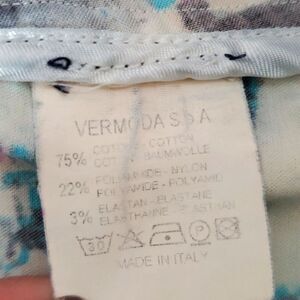 VERMODA S.P.A
75% COTONE - COTTON
COTON - BAUMWOLLE
22% POLIAMMIDE - NYLON
POLYAMIDE - POLYAMID
3% ELASTAN - ELASTANE
ELASTHANNE - ELASTHAN
30 P
MADE IN ITALY